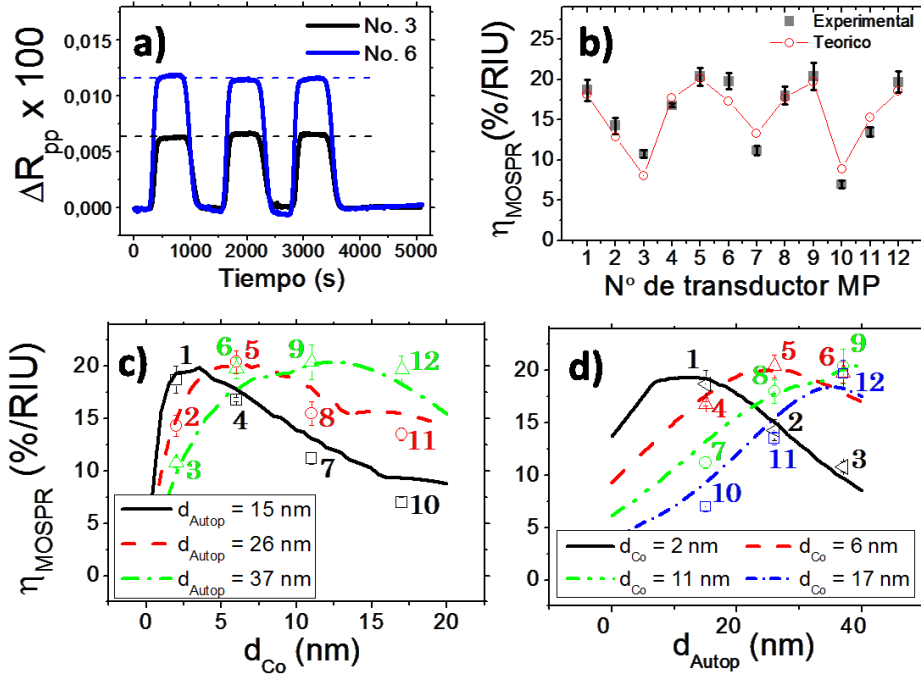 a)
No. 3
No. 6
ΔR_pp x 100
0,010
0,005
0,000
0 1000 2000 3000 4000 5000
Tiempo (s)
b)
Experimental
Teorico
η_MOSPR (%/RIU)
25
20
15
10
5
0
1 2 3 4 5 6 7 8 9 10 11 12
Nº de transductor MP
c)
η_MOSPR (%/RIU)
25
20
15
10
5
0
1
2
3
6
5
4
9
8
7
12
11
10
d_Autop = 15 nm
d_Autop = 26 nm
d_Autop = 37 nm
0 5 10 15 20
d_Co (nm)
d)
η_MOSPR (%/RIU)
25
20
15
10
5
0
1
4
7
10
5
8
2
11
9
6
12
3
d_Co = 2 nm
d_Co = 6 nm
d_Co = 11 nm
d_Co = 17 nm
0 20 40
d_Autop (nm)